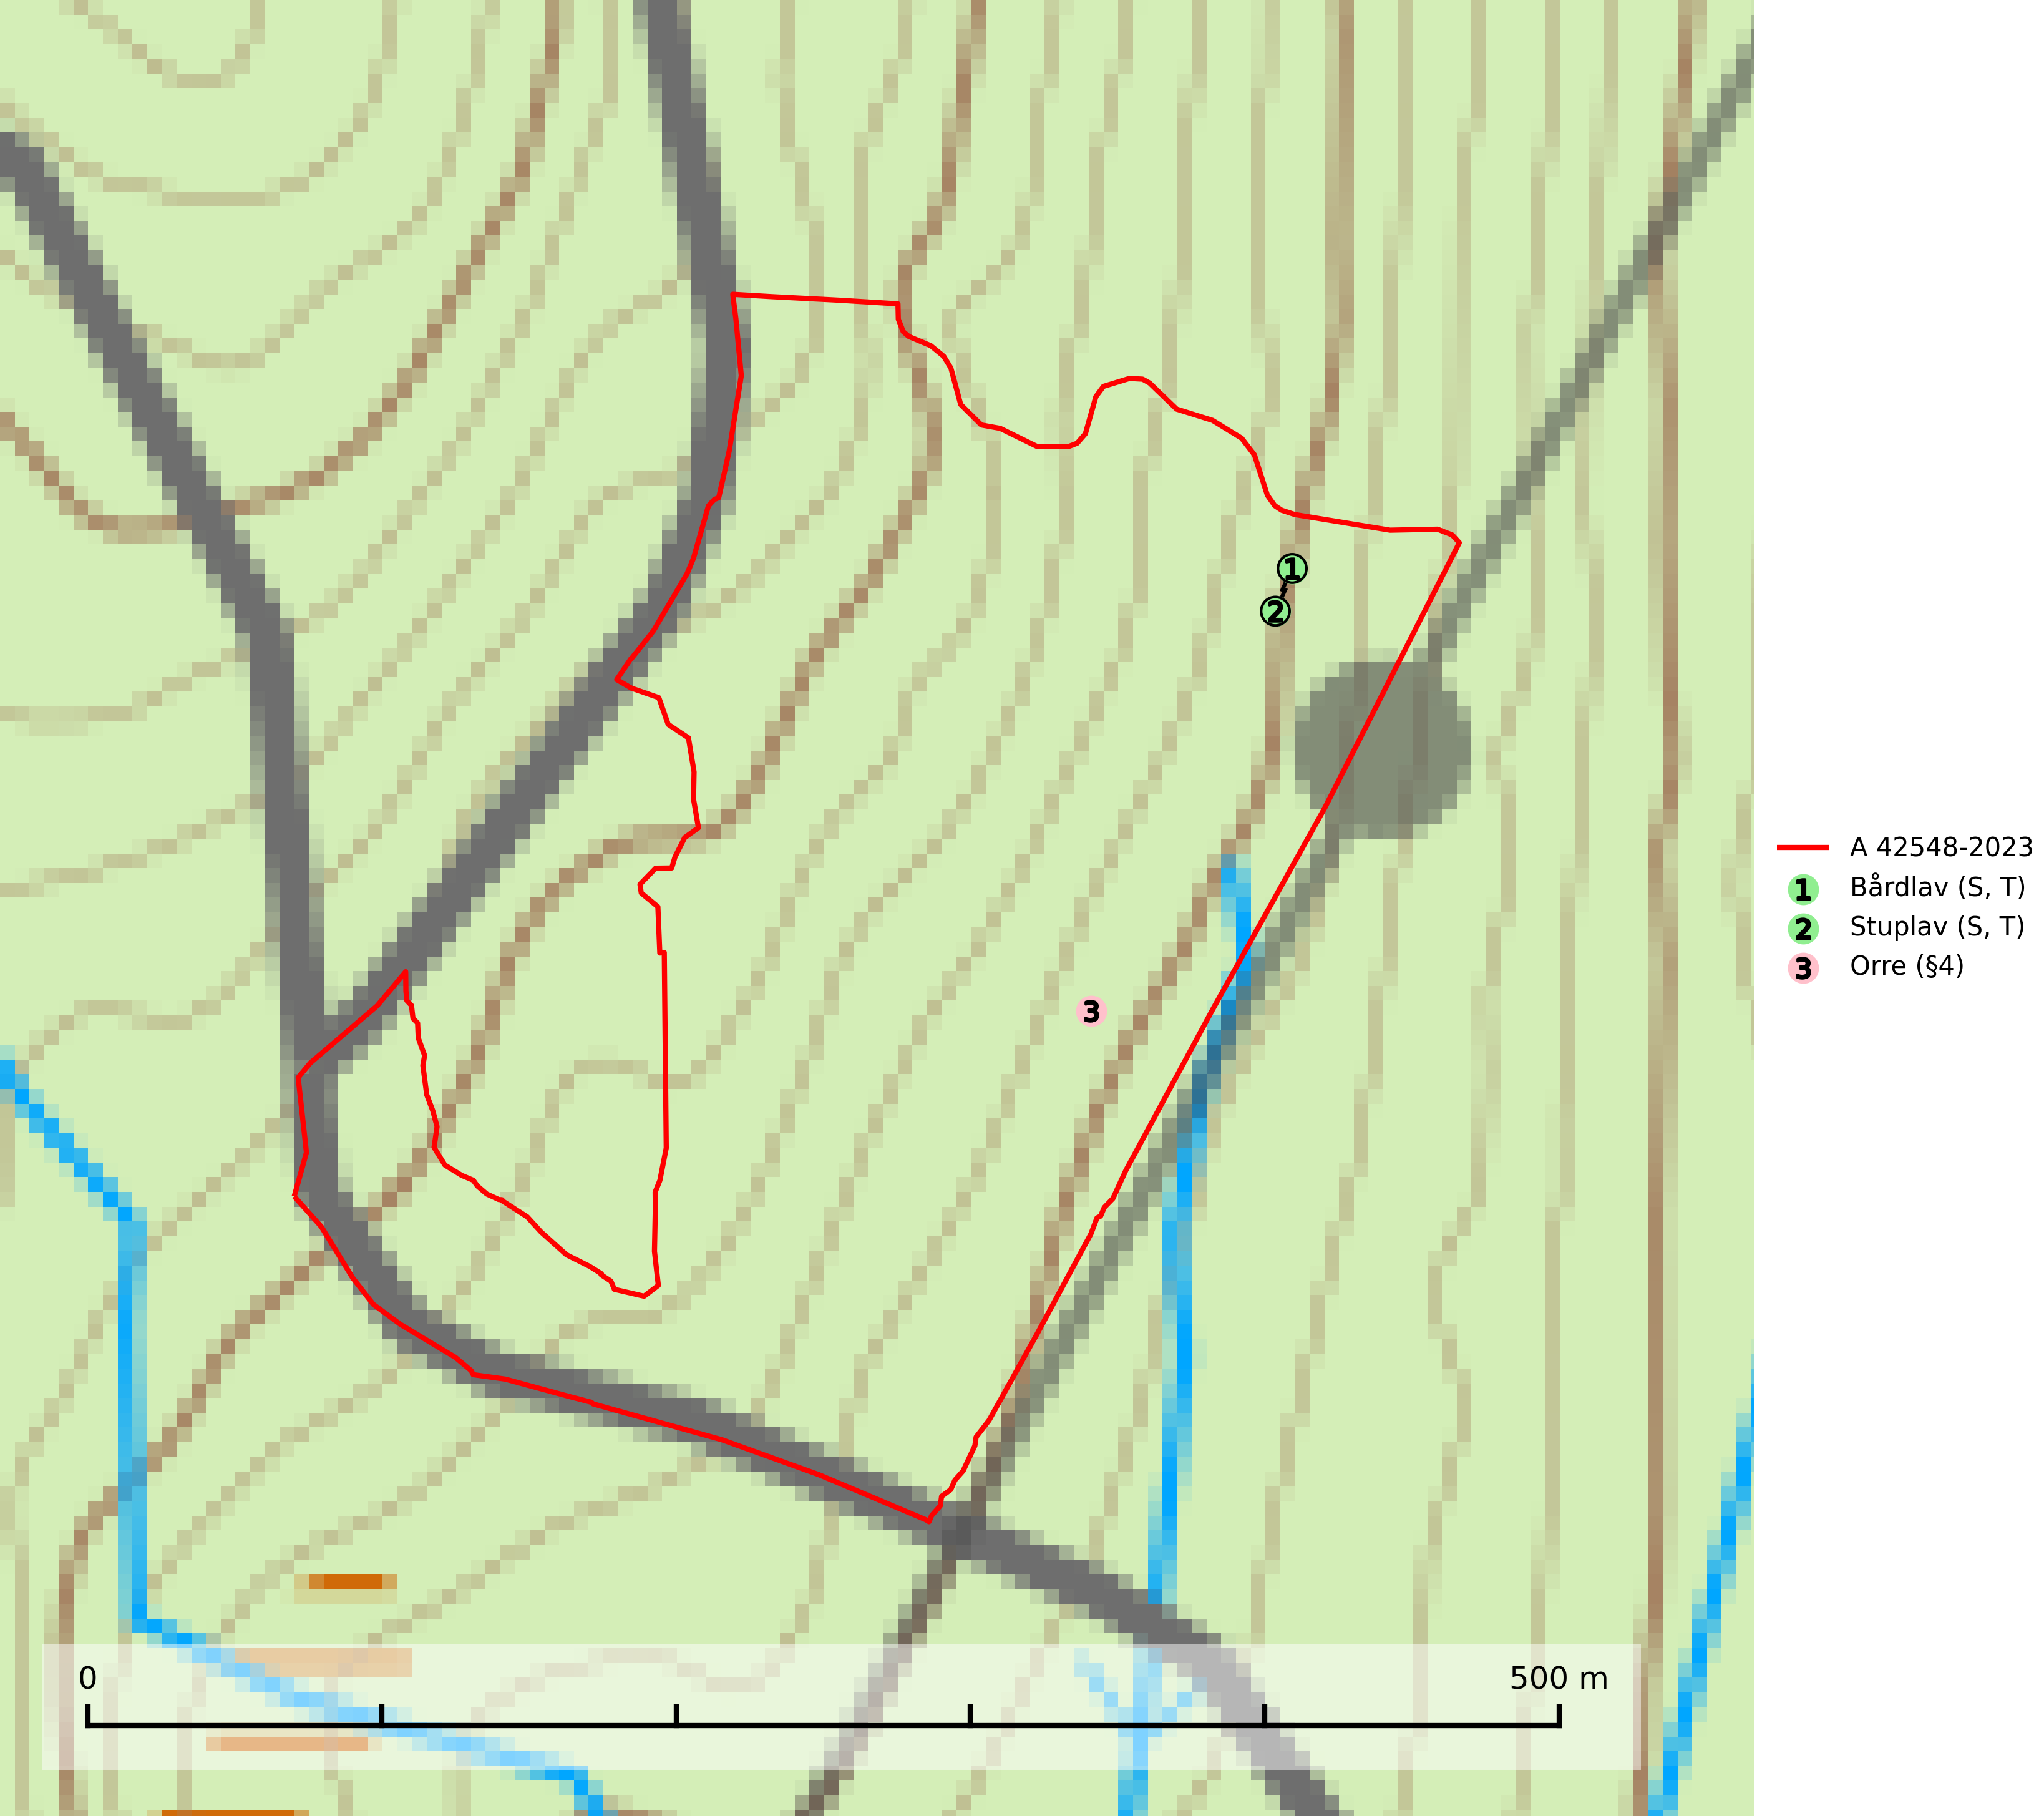 1
2
3
A 42548-2023
1 Bårdlav (S, T)
2 Stuplav (S, T)
3 Orre (§4)
0 500 m